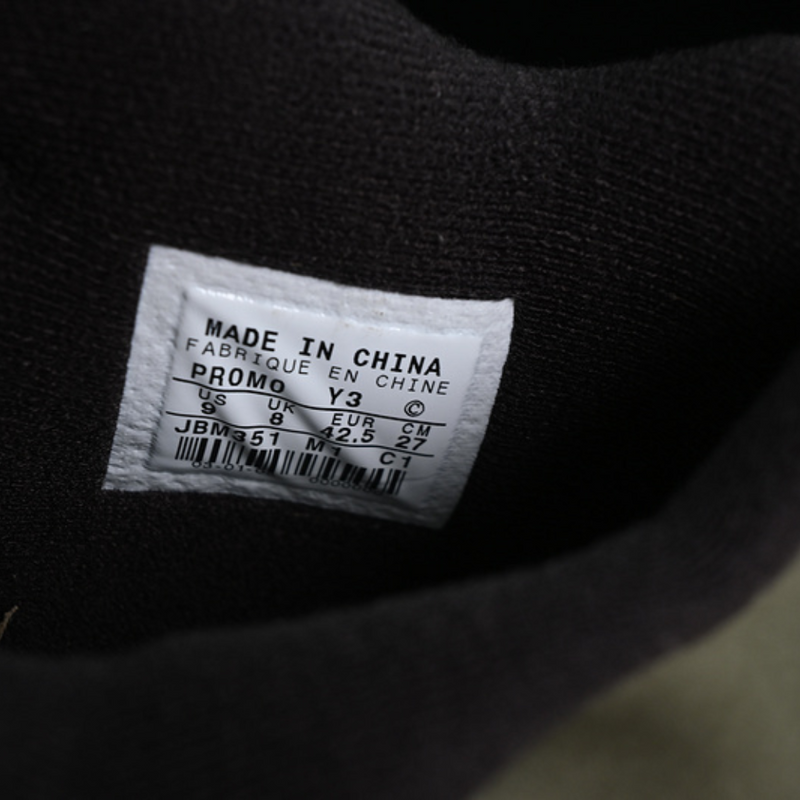 MADE IN CHINA
FABRIQUE EN CHINE
PROMO Y3 ©
US UK EUR CM
9 8 42.5 27
JBM351 M1 C1